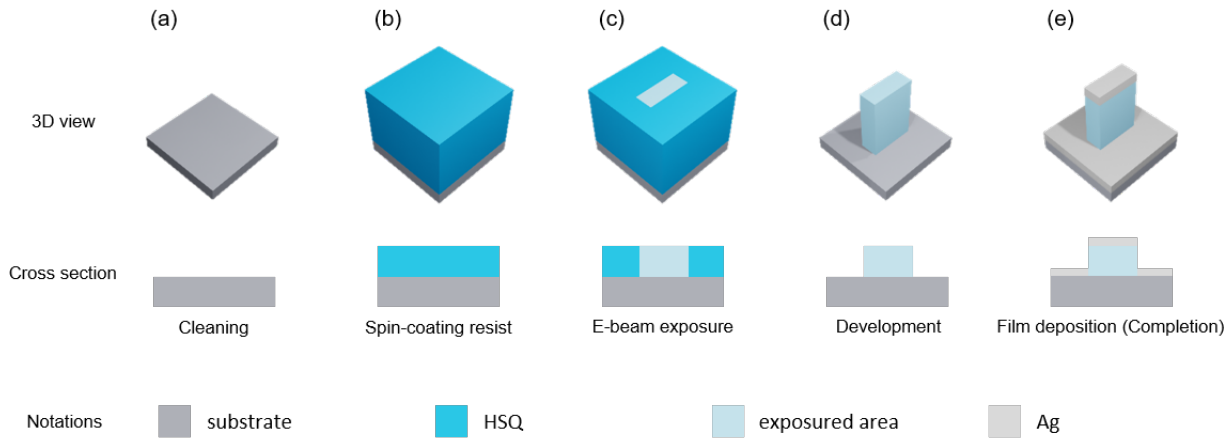 (a)
(b)
(c)
(d)
(e)
3D view
Cross section
Cleaning
Spin-coating resist
E-beam exposure
Development
Film deposition (Completion)
Notations
substrate
HSQ
exposured area
Ag